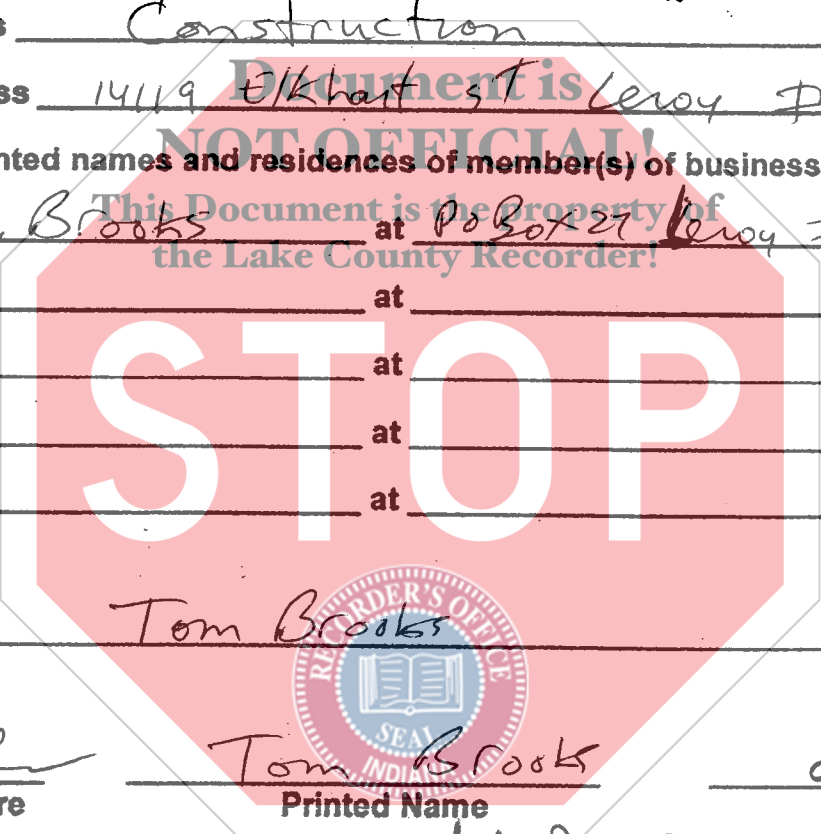 s Construction
ss 14119 Elkhart ST Leroy
Document is
NOT OFFICIAL!
nted names and residences of member(s) of business
This Document is the property of
the Lake County Recorder!
Brooks at PO Box 27 Leroy
at
at
at
at
STOP
Tom Brooks
RECORDER'S OFFICE
SEAL
INDIANA
Tom Brooks
re Printed Name